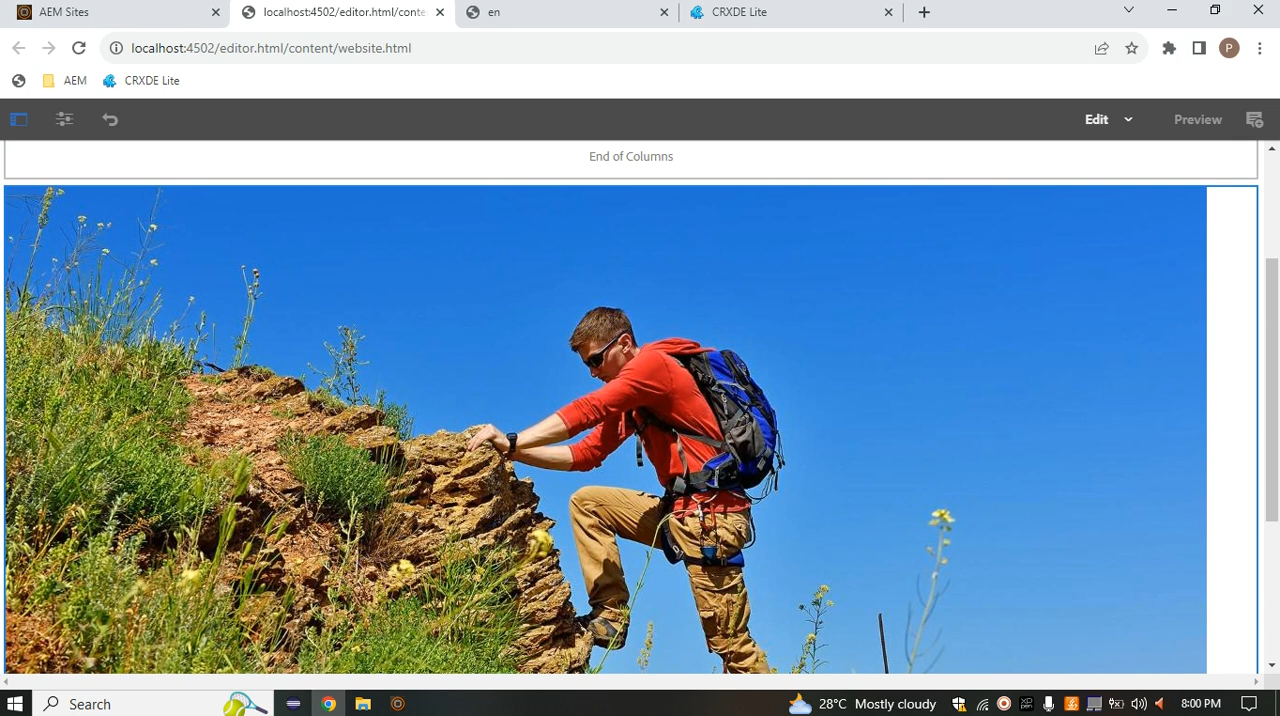 AEM Sites
localhost:4502/editor.html/conte
en
CRXDE Lite
localhost:4502/editor.html/content/website.html
P
AEM
CRXDE Lite
Edit
Preview
End of Columns
Search
28°C Mostly cloudy
8:00 PM